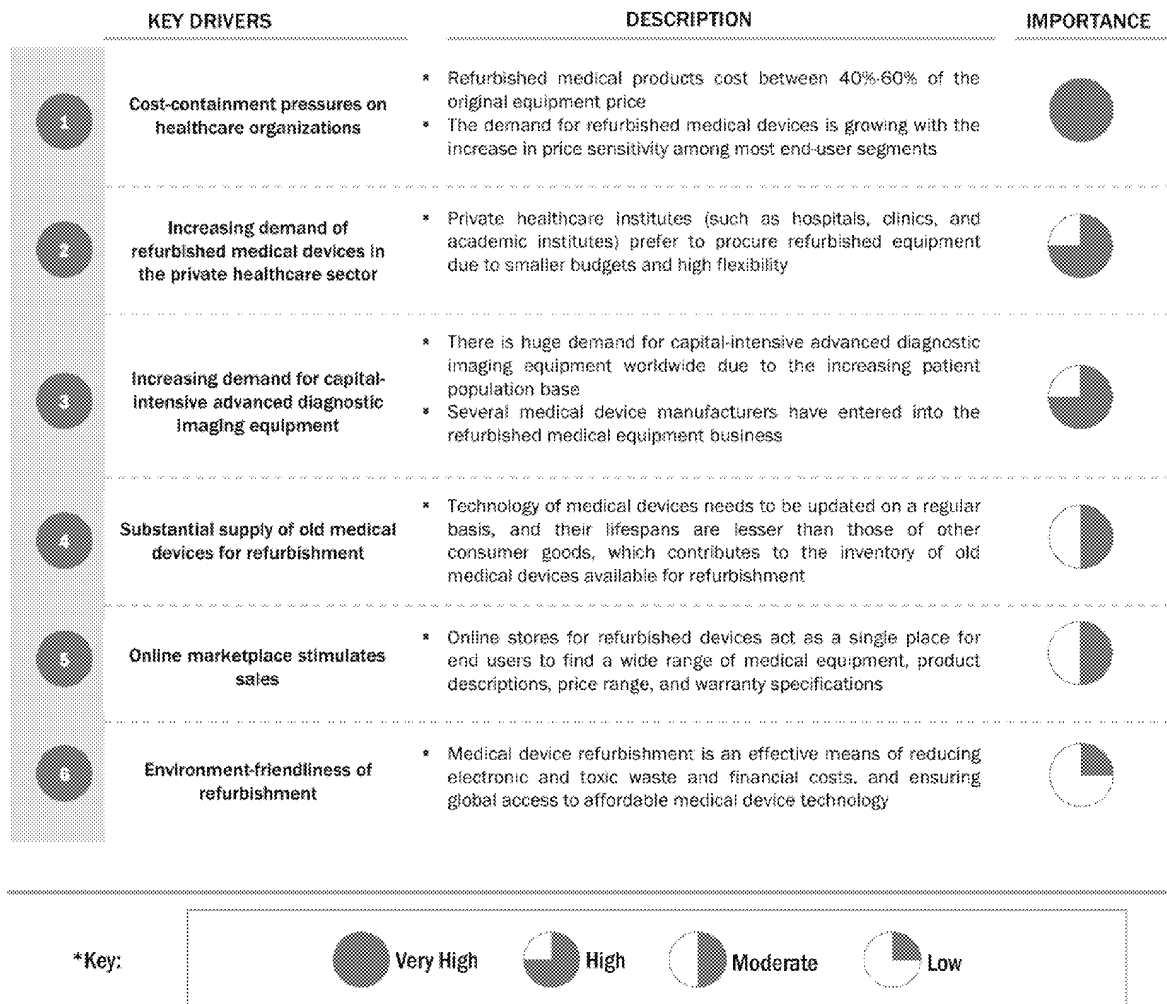 KEY DRIVERS DESCRIPTION IMPORTANCE
1
Cost-containment pressures on
healthcare organizations
* Refurbished medical products cost between 40%-60% of the
original equipment price
* The demand for refurbished medical devices is growing with the
increase in price sensitivity among most end-user segments
2
Increasing demand of
refurbished medical devices in
the private healthcare sector
* Private healthcare institutes (such as hospitals, clinics, and
academic institutes) prefer to procure refurbished equipment
due to smaller budgets and high flexibility
3
Increasing demand for capital-
intensive advanced diagnostic
imaging equipment
* There is huge demand for capital-intensive advanced diagnostic
imaging equipment worldwide due to the increasing patient
population base
* Several medical device manufacturers have entered into the
refurbished medical equipment business
4
Substantial supply of old medical
devices for refurbishment
* Technology of medical devices needs to be updated on a regular
basis, and their lifespans are lesser than those of other
consumer goods, which contributes to the inventory of old
medical devices available for refurbishment
5
Online marketplace stimulates
sales
* Online stores for refurbished devices act as a single place for
end users to find a wide range of medical equipment, product
descriptions, price range, and warranty specifications
6
Environment-friendliness of
refurbishment
* Medical device refurbishment is an effective means of reducing
electronic and toxic waste and financial costs, and ensuring
global access to affordable medical device technology
*Key: Very High High Moderate Low